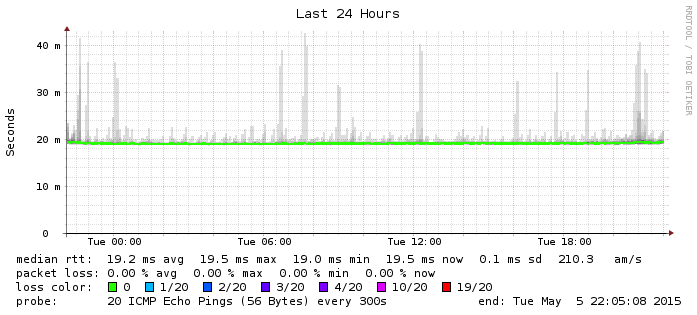 Last 24 Hours
RRDTOOL / TOBI OETIKER
Seconds
40 m
30 m
20 m
10 m
0
Tue 00:00 Tue 06:00 Tue 12:00 Tue 18:00
median rtt: 19.2 ms avg 19.5 ms max 19.0 ms min 19.5 ms now 0.1 ms sd 210.3 am/s
packet loss: 0.00 % avg 0.00 % max 0.00 % min 0.00 % now
loss color: 0 1/20 2/20 3/20 4/20 10/20 19/20
probe: 20 ICMP Echo Pings (56 Bytes) every 300s end: Tue May 5 22:05:08 2015